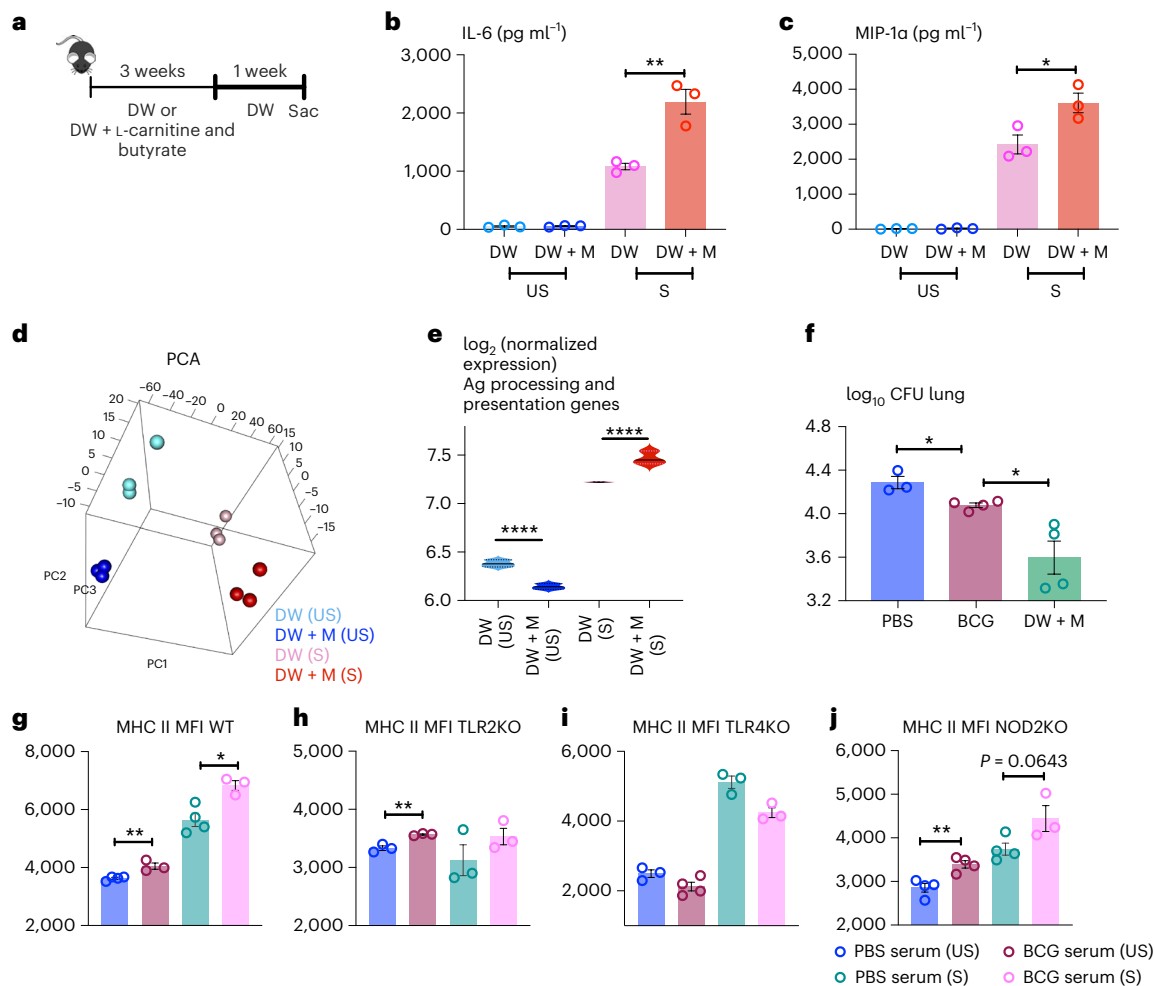 a
3 weeks
1 week
DW or
DW + L-carnitine and
butyrate
DW
Sac
b
IL-6 (pg ml⁻¹)
3,000
2,000
1,000
0
**
DW
DW + M
DW
DW + M
US
S
c
MIP-1α (pg ml⁻¹)
5,000
4,000
3,000
2,000
1,000
0
*
DW
DW + M
DW
DW + M
US
S
d
PCA
20
15
10
5
0
−5
−10
−60
−40
−20
0
20
40
60
15
10
5
0
−5
−10
−15
PC2
PC3
PC1
DW (US)
DW + M (US)
DW (S)
DW + M (S)
e
log₂ (normalized
expression)
Ag processing and
presentation genes
7.5
7.0
6.5
6.0
****
****
DW
(US)
DW + M
(US)
DW
(S)
DW + M
(S)
f
log₁₀ CFU lung
4.8
4.4
4.0
3.6
3.2
*
*
PBS
BCG
DW + M
g
MHC II MFI WT
8,000
6,000
4,000
2,000
**
*
h
MHC II MFI TLR2KO
5,000
4,000
3,000
2,000
**
i
MHC II MFI TLR4KO
6,000
4,000
2,000
j
MHC II MFI NOD2KO
6,000
5,000
4,000
3,000
2,000
**
P = 0.0643
PBS serum (US)
BCG serum (US)
PBS serum (S)
BCG serum (S)